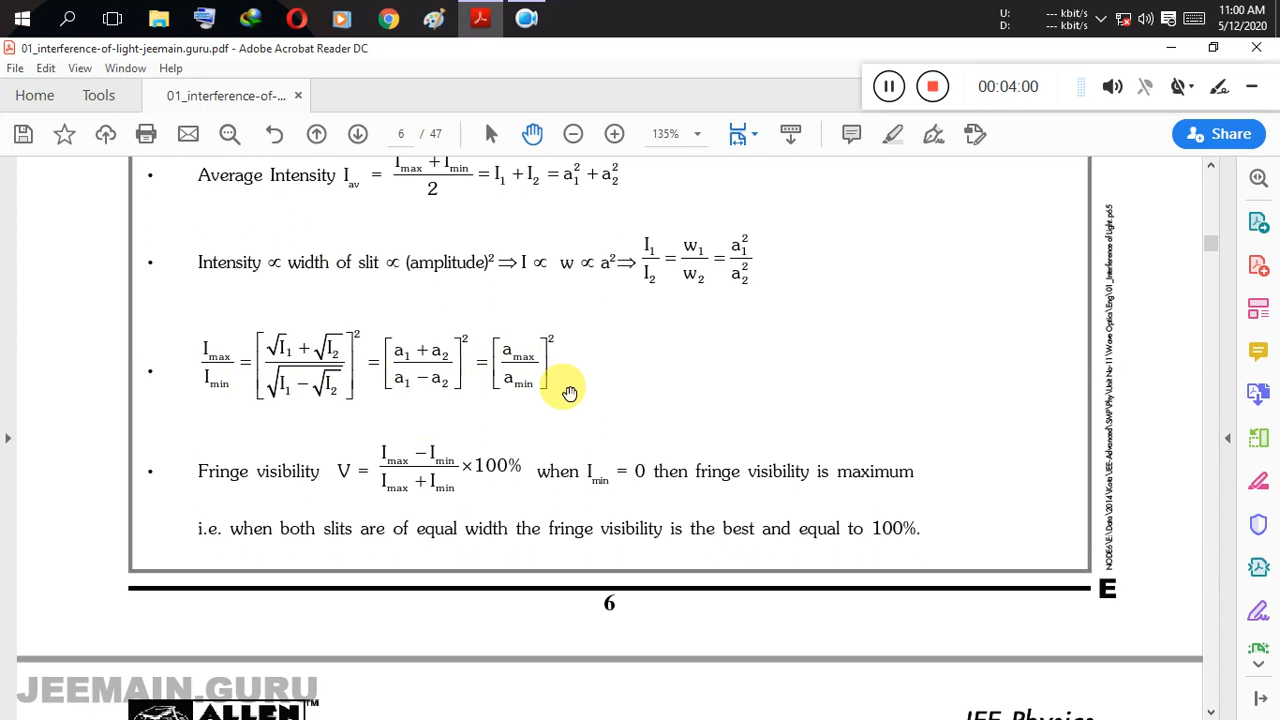 11:00 AM
U: --- kbit/s
D: --- kbit/s
5/12/2020
01_interference-of-light-jeemain.guru.pdf - Adobe Acrobat Reader DC
File Edit View Window Help
00:04:00
Home Tools 01_interference-of-... ×
6 / 47 135% Share
Average Intensity I_av = (I_max + I_min)/2 = I_1 + I_2 = a_1^2 + a_2^2
• Intensity ∝ width of slit ∝ (amplitude)² ⇒ I ∝ w ∝ a² ⇒ I_1/I_2 = w_1/w_2 = a_1^2/a_2^2
• I_max/I_min = [(√I_1 + √I_2)/(√I_1 − √I_2)]^2 = [(a_1 + a_2)/(a_1 − a_2)]^2 = [a_max/a_min]^2
• Fringe visibility V = (I_max − I_min)/(I_max + I_min) × 100% when I_min = 0 then fringe visibility is maximum
i.e. when both slits are of equal width the fringe visibility is the best and equal to 100%.
6
E
JEEMAIN.GURU
ALLEN TM
JEE-Physics